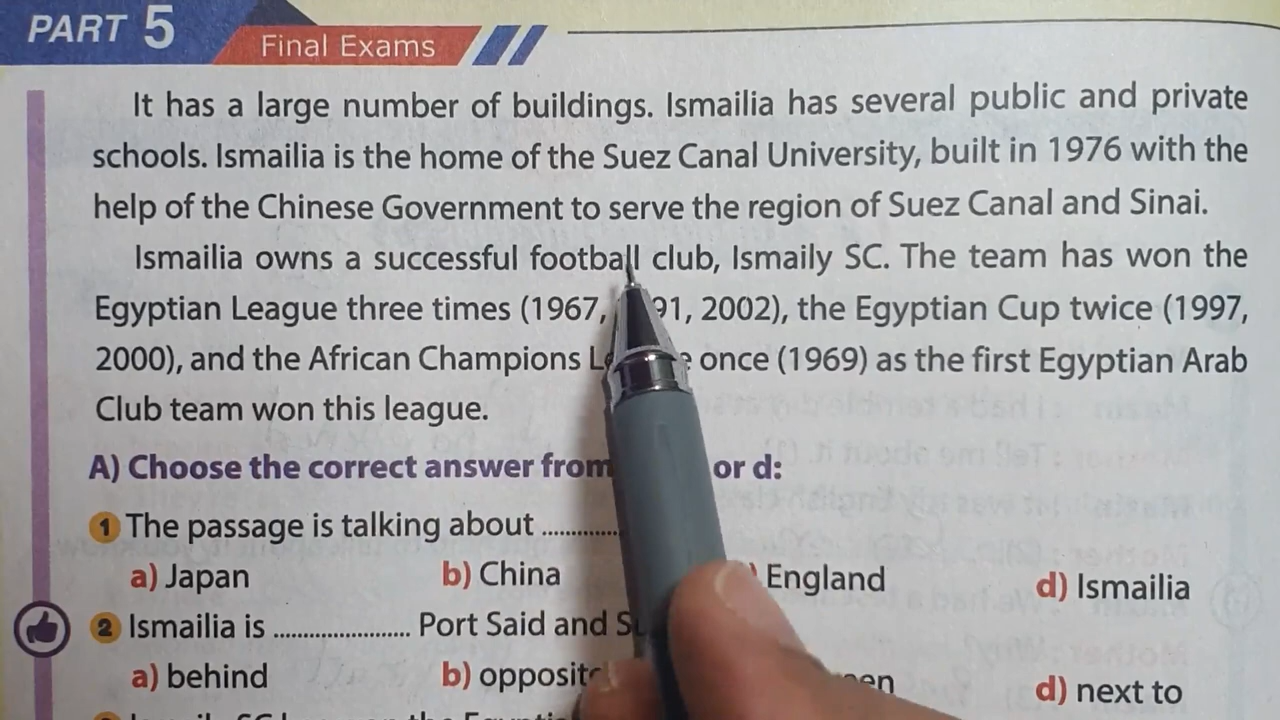 PART 5
Final Exams
It has a large number of buildings. Ismailia has several public and private
schools. Ismailia is the home of the Suez Canal University, built in 1976 with the
help of the Chinese Government to serve the region of Suez Canal and Sinai.
Ismailia owns a successful football club, Ismaily SC. The team has won the
Egyptian League three times (1967, 91, 2002), the Egyptian Cup twice (1997,
2000), and the African Champions once (1969) as the first Egyptian Arab
Club team won this league.
A) Choose the correct answer from or d:
1 The passage is talking about ............
a) Japan b) China England d) Ismailia
2 Ismailia is ....................... Port Said and
a) behind b) opposite d) next to